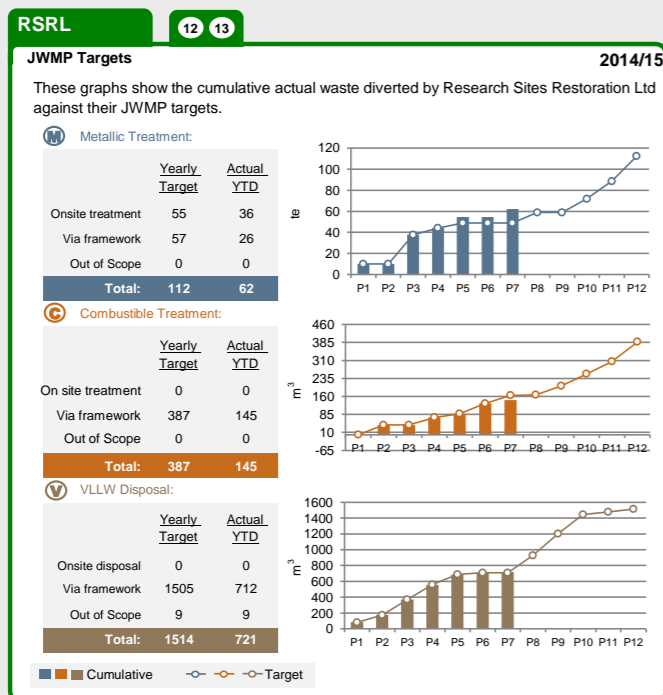 RSRL
12 13
JWMP Targets 2014/15
These graphs show the cumulative actual waste diverted by Research Sites Restoration Ltd
against their JWMP targets.
M Metallic Treatment:
Yearly Target Actual YTD
Onsite treatment 55 36
Via framework 57 26
Out of Scope 0 0
Total: 112 62
te
120
100
80
60
40
20
0
P1 P2 P3 P4 P5 P6 P7 P8 P9 P10 P11 P12
C Combustible Treatment:
Yearly Target Actual YTD
On site treatment 0 0
Via framework 387 145
Out of Scope 0 0
Total: 387 145
m³
460
385
310
235
160
85
10
-65
P1 P2 P3 P4 P5 P6 P7 P8 P9 P10 P11 P12
V VLLW Disposal:
Yearly Target Actual YTD
Onsite disposal 0 0
Via framework 1505 712
Out of Scope 9 9
Total: 1514 721
m³
1600
1400
1200
1000
800
600
400
200
0
P1 P2 P3 P4 P5 P6 P7 P8 P9 P10 P11 P12
Cumulative Target